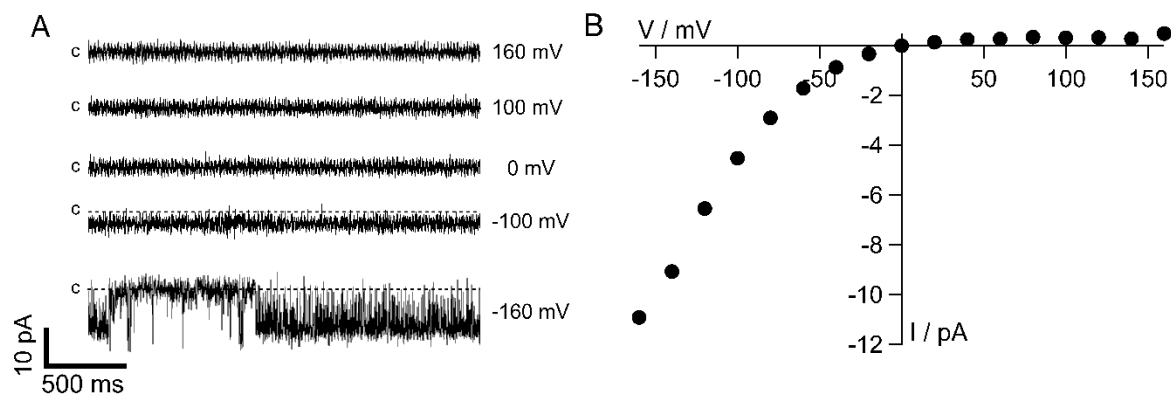 A
c 160 mV
c 100 mV
c 0 mV
c -100 mV
c -160 mV
10 pA
500 ms
B
V / mV
-150 -100 -50 50 100 150
-2
-4
-6
-8
-10
-12
I / pA